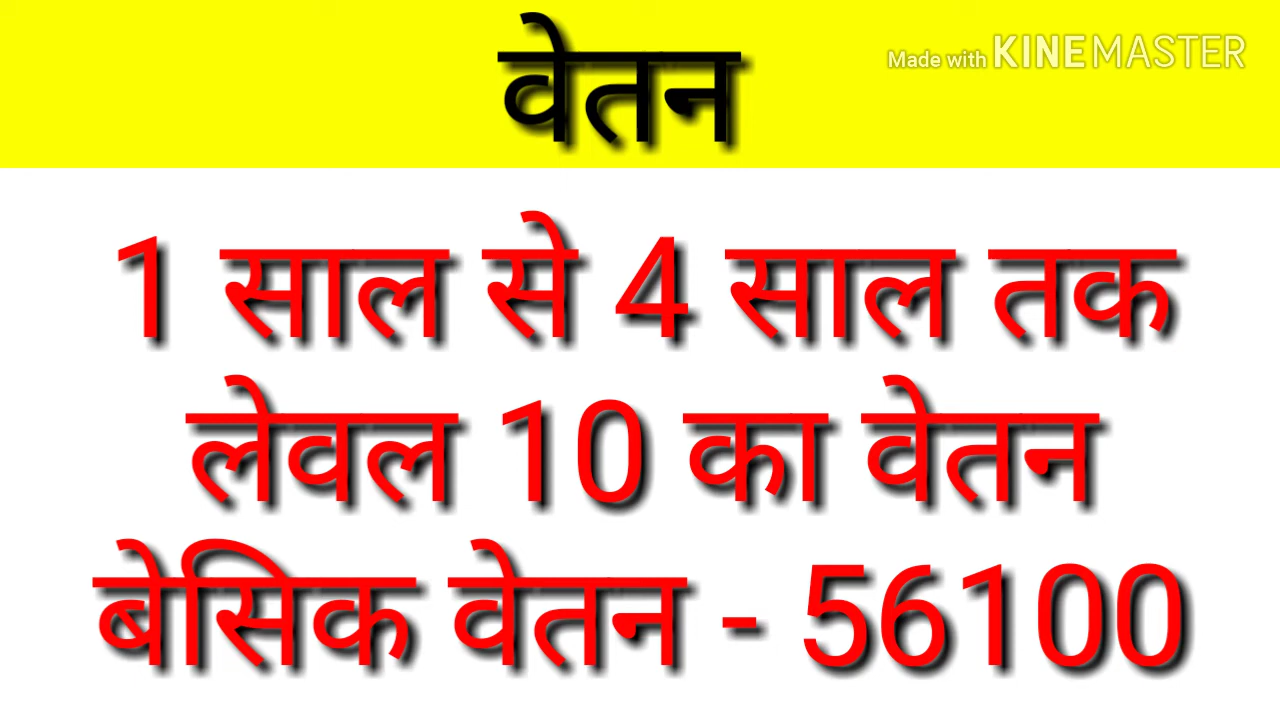 वेतन
Made with KINEMASTER
1 साल से 4 साल तक
लेवल 10 का वेतन
बेसिक वेतन - 56100